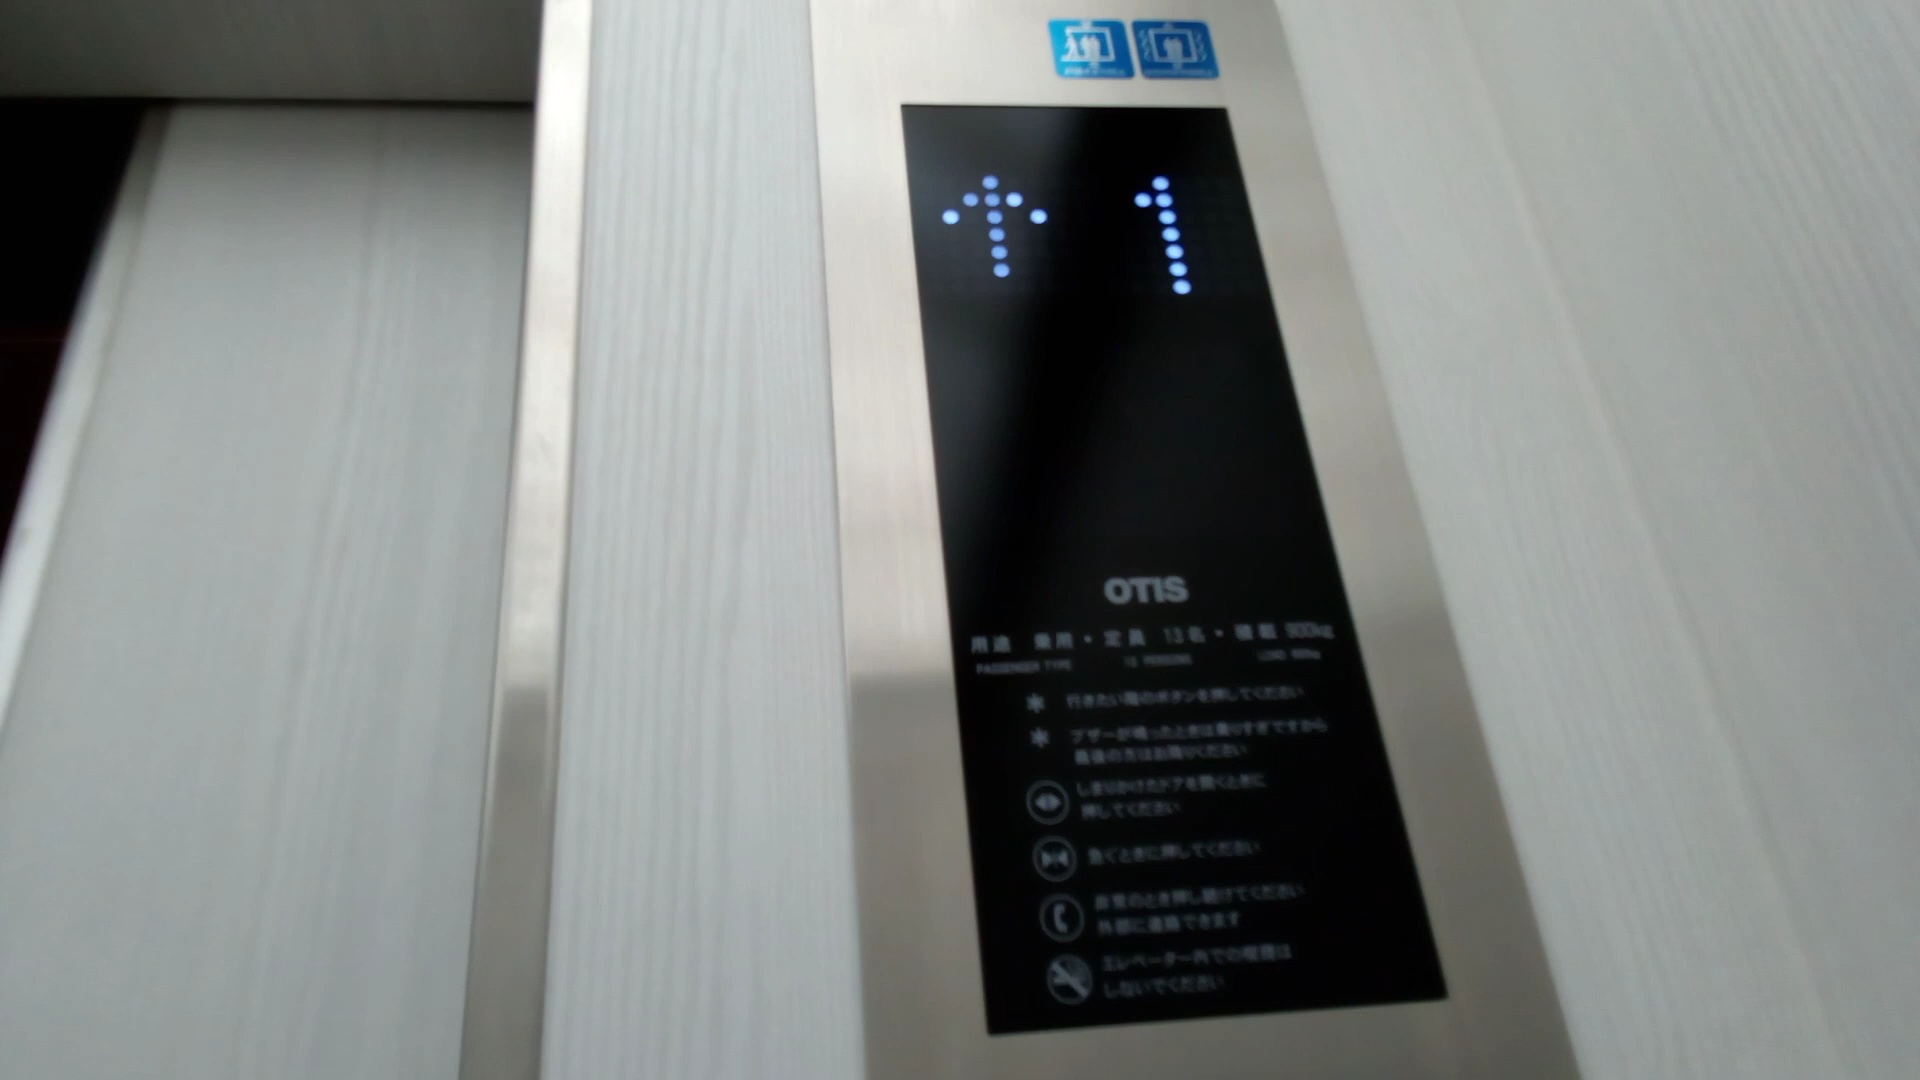 ↑ 1
OTIS
用途 乗用・定員 13名・積載 900kg
PASSENGER TYPE 13 PERSONS LOAD 900kg
* 行きたい階のボタンを押してください
* ブザーが鳴ったときは乗りすぎですから
最後の方はお降りください
しまりかけたドアを開くときに
押してください
急ぐときに押してください
非常のとき押し続けてください
外部に連絡できます
エレベーター内での喫煙は
しないでください